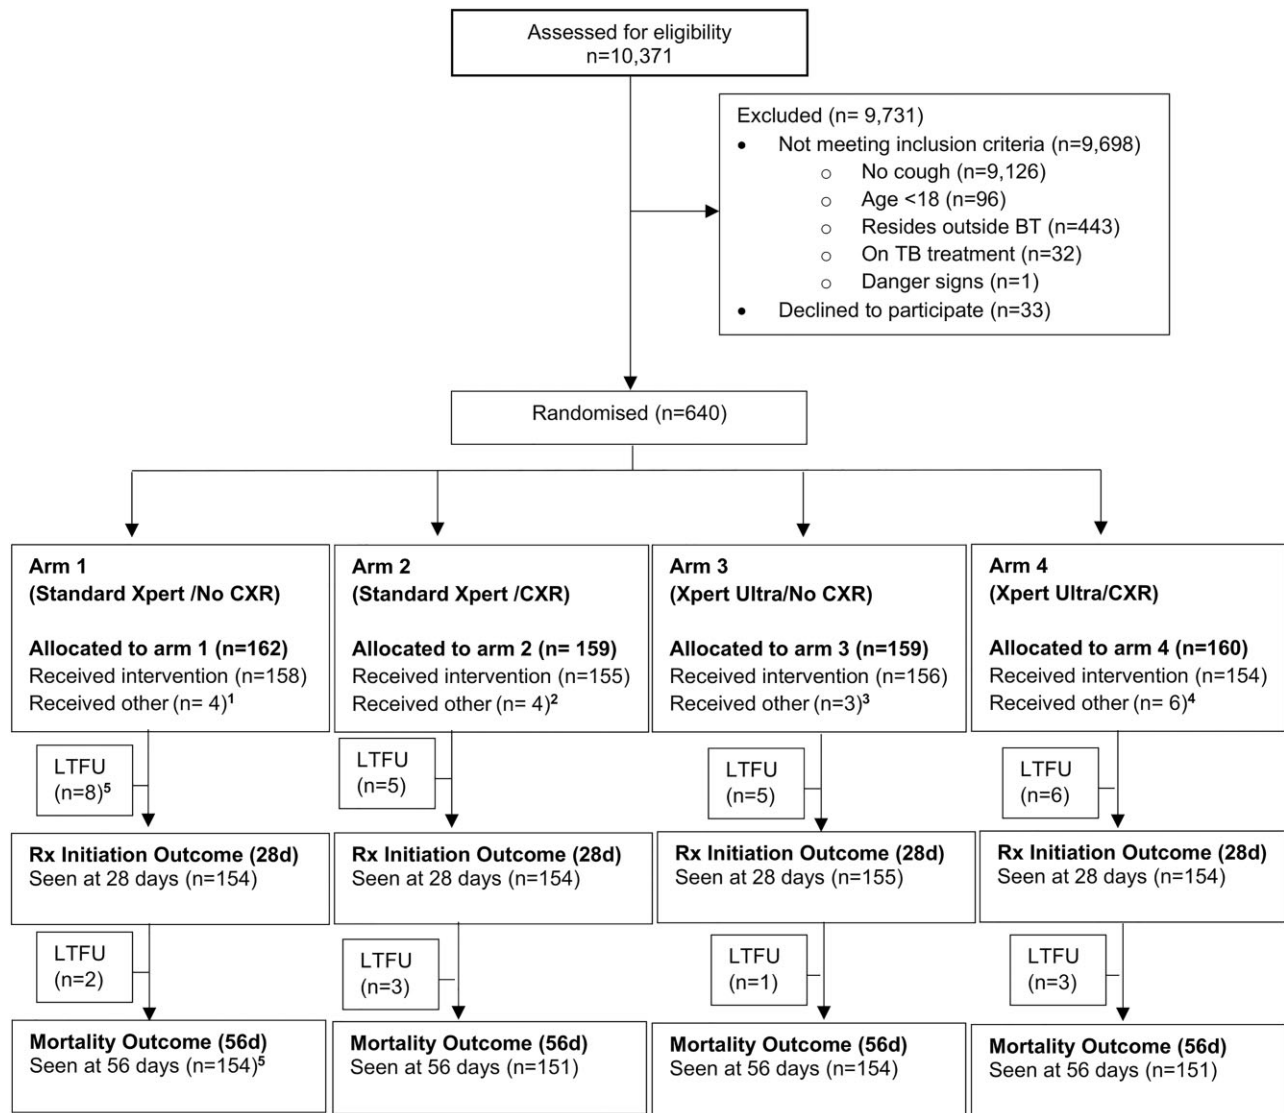 Assessed for eligibility
n=10,371
Excluded (n= 9,731)
• Not meeting inclusion criteria (n=9,698)
o No cough (n=9,126)
o Age <18 (n=96)
o Resides outside BT (n=443)
o On TB treatment (n=32)
o Danger signs (n=1)
• Declined to participate (n=33)
Randomised (n=640)
Arm 1
(Standard Xpert /No CXR)
Allocated to arm 1 (n=162)
Received intervention (n=158)
Received other (n= 4)¹
Arm 2
(Standard Xpert /CXR)
Allocated to arm 2 (n= 159)
Received intervention (n=155)
Received other (n= 4)²
Arm 3
(Xpert Ultra/No CXR)
Allocated to arm 3 (n=159)
Received intervention (n=156)
Received other (n=3)³
Arm 4
(Xpert Ultra/CXR)
Allocated to arm 4 (n=160)
Received intervention (n=154)
Received other (n= 6)⁴
LTFU
(n=8)⁵
LTFU
(n=5)
LTFU
(n=5)
LTFU
(n=6)
Rx Initiation Outcome (28d)
Seen at 28 days (n=154)
Rx Initiation Outcome (28d)
Seen at 28 days (n=154)
Rx Initiation Outcome (28d)
Seen at 28 days (n=155)
Rx Initiation Outcome (28d)
Seen at 28 days (n=154)
LTFU
(n=2)
LTFU
(n=3)
LTFU
(n=1)
LTFU
(n=3)
Mortality Outcome (56d)
Seen at 56 days (n=154)⁵
Mortality Outcome (56d)
Seen at 56 days (n=151)
Mortality Outcome (56d)
Seen at 56 days (n=154)
Mortality Outcome (56d)
Seen at 56 days (n=151)